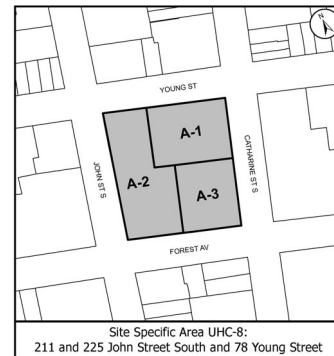 N
YOUNG ST
A-1
CATHARINE ST S
JOHN ST S
A-2
A-3
FOREST AV
Site Specific Area UHC-8:
211 and 225 John Street South and 78 Young Street